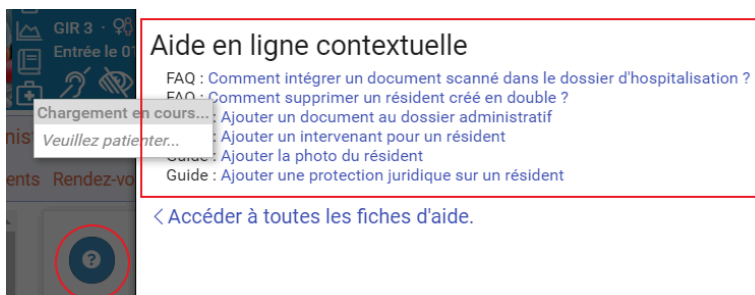 GIR 3
Entrée le 01
Aide en ligne contextuelle
FAQ : Comment intégrer un document scanné dans le dossier d'hospitalisation ?
FAQ : Comment supprimer un résident créé en double ?
Chargement en cours...
: Ajouter un document au dossier administratif
Veuillez patienter...
: Ajouter un intervenant pour un résident
Guide : Ajouter la photo du résident
Guide : Ajouter une protection juridique sur un résident
Rendez-vo
< Accéder à toutes les fiches d'aide.
?